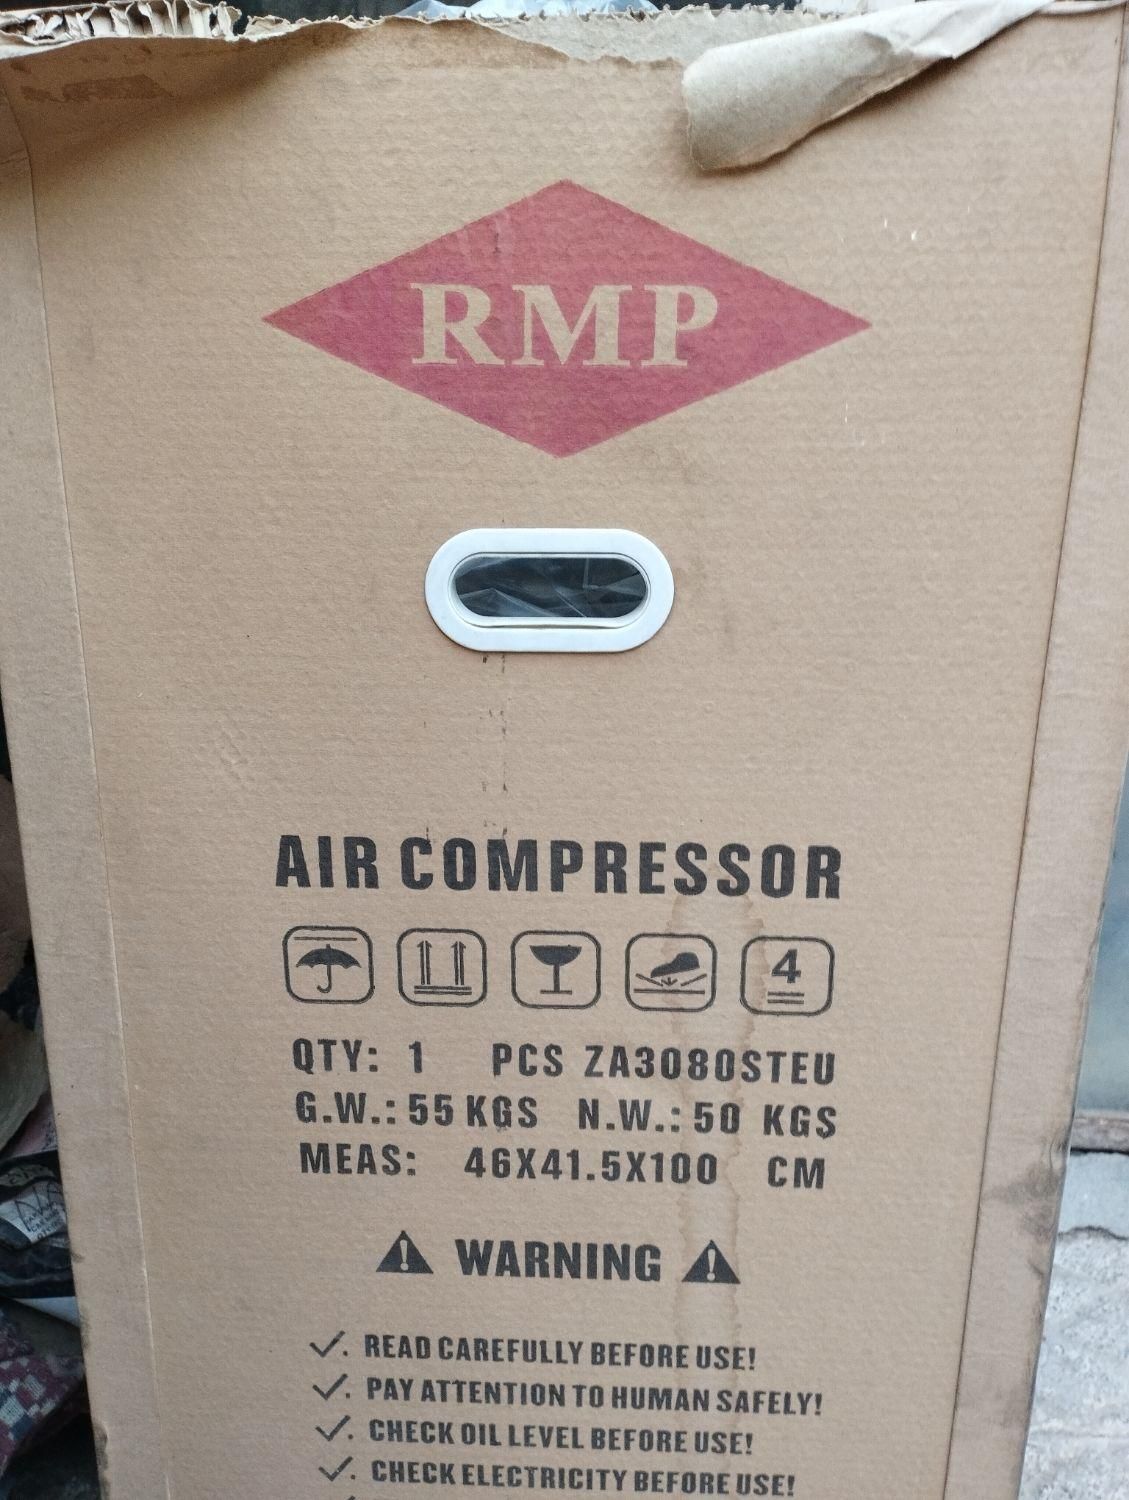 RMP
AIR COMPRESSOR
4
QTY: 1 PCS ZA3080STEU
G.W.: 55 KGS N.W.: 50 KGS
MEAS: 46X41.5X100 CM
WARNING
✓. READ CAREFULLY BEFORE USE!
✓. PAY ATTENTION TO HUMAN SAFELY!
✓. CHECK OIL LEVEL BEFORE USE!
✓. CHECK ELECTRICITY BEFORE USE!